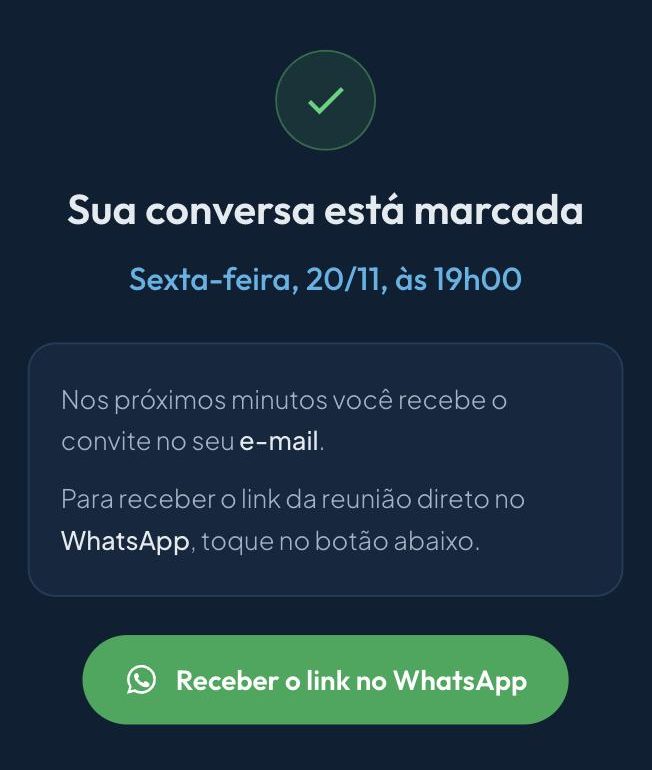 Sua conversa está marcada
Sexta-feira, 20/11, às 19h00
Nos próximos minutos você recebe o
convite no seu e-mail.
Para receber o link da reunião direto no
WhatsApp, toque no botão abaixo.
Receber o link no WhatsApp